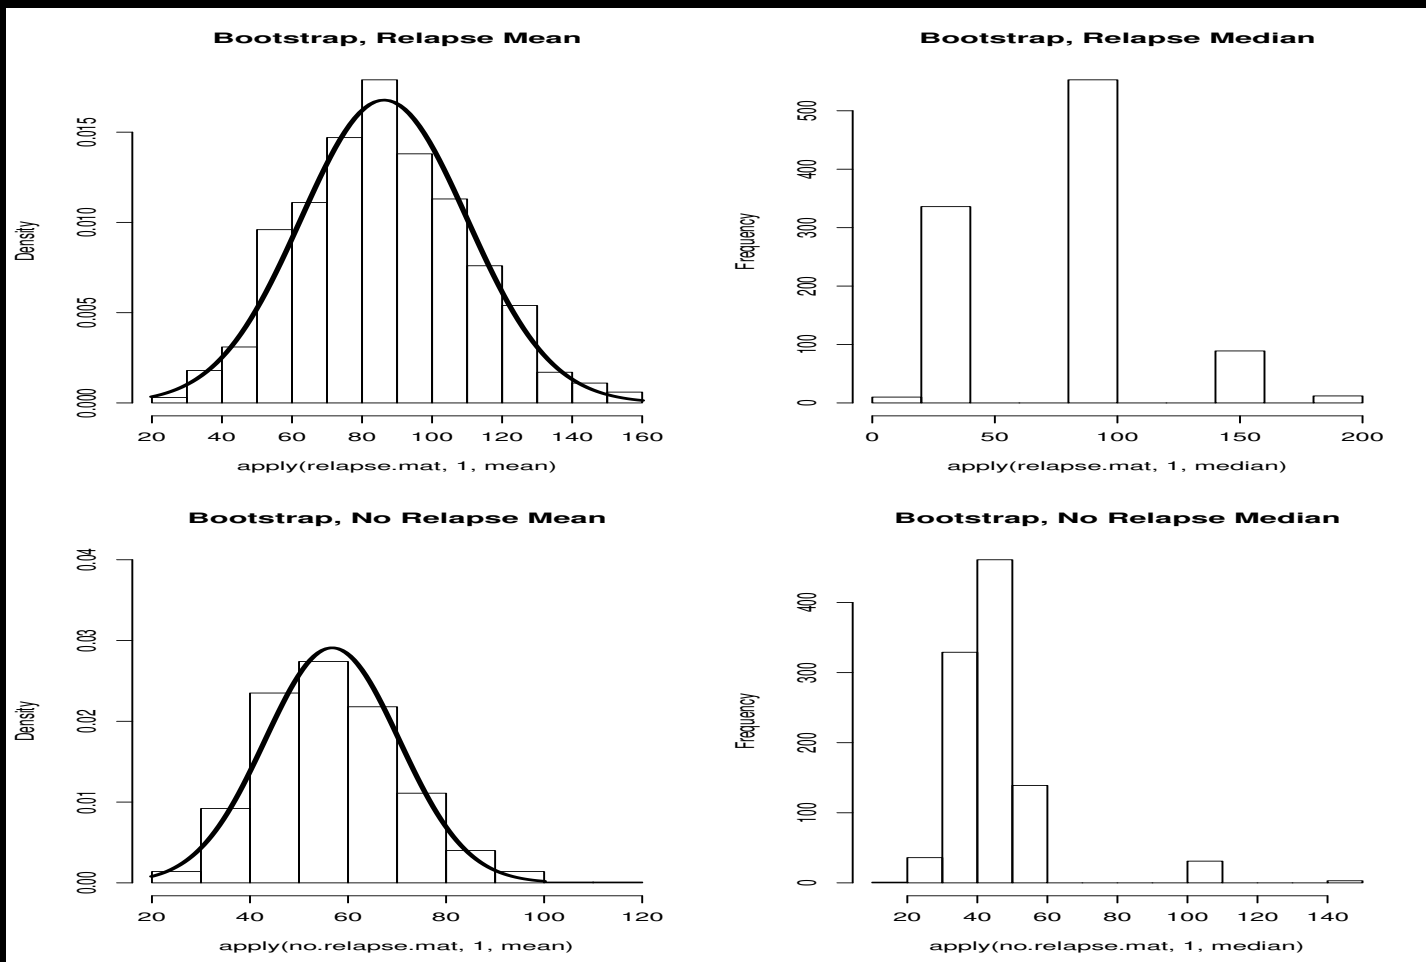 Bootstrap, Relapse Mean
Density
0.000 0.005 0.010 0.015
20 40 60 80 100 120 140 160
apply(relapse.mat, 1, mean)
Bootstrap, Relapse Median
Frequency
0 100 200 300 400 500
0 50 100 150 200
apply(relapse.mat, 1, median)
Bootstrap, No Relapse Mean
Density
0.00 0.01 0.02 0.03 0.04
20 40 60 80 100 120
apply(no.relapse.mat, 1, mean)
Bootstrap, No Relapse Median
Frequency
0 100 200 300 400
20 40 60 80 100 120 140
apply(no.relapse.mat, 1, median)